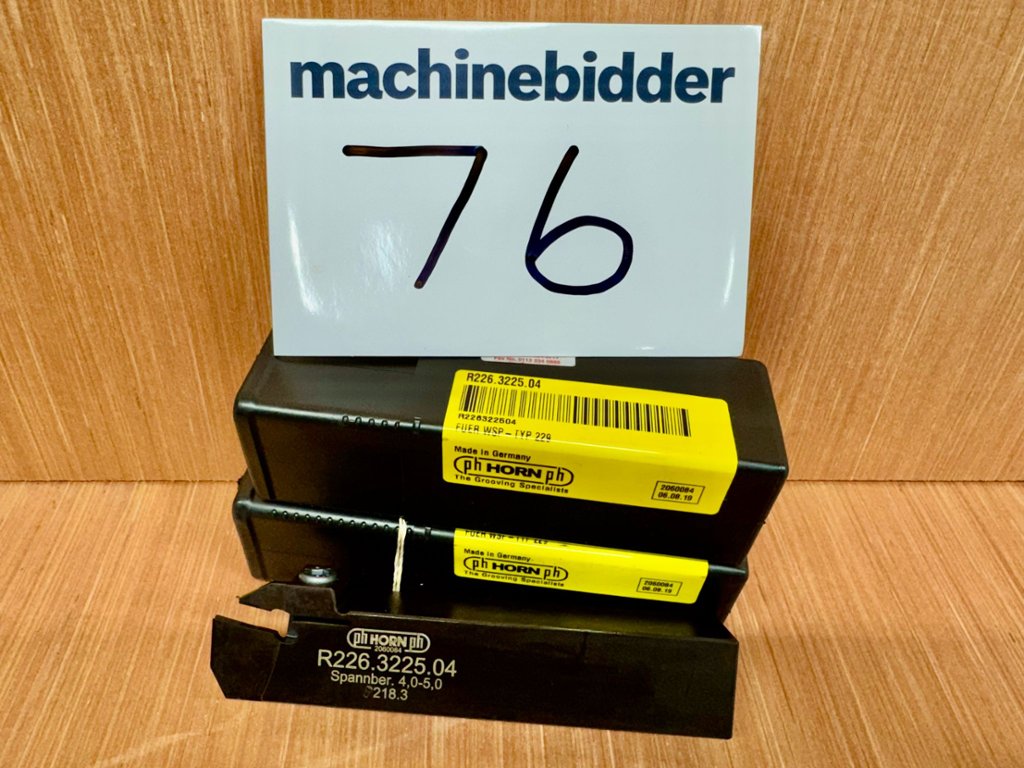 machinebidder
76
R226.3225.04
R226322504
FUER WSP-TYP 229
Made in Germany
ph HORN ph
The Grooving Specialists
2060084
06.08.19
Made in Germany
ph HORN ph
The Grooving Specialists
2060084
06.08.19
ph HORN ph
2060084
R226.3225.04
Spannber. 4,0-5,0
218.3